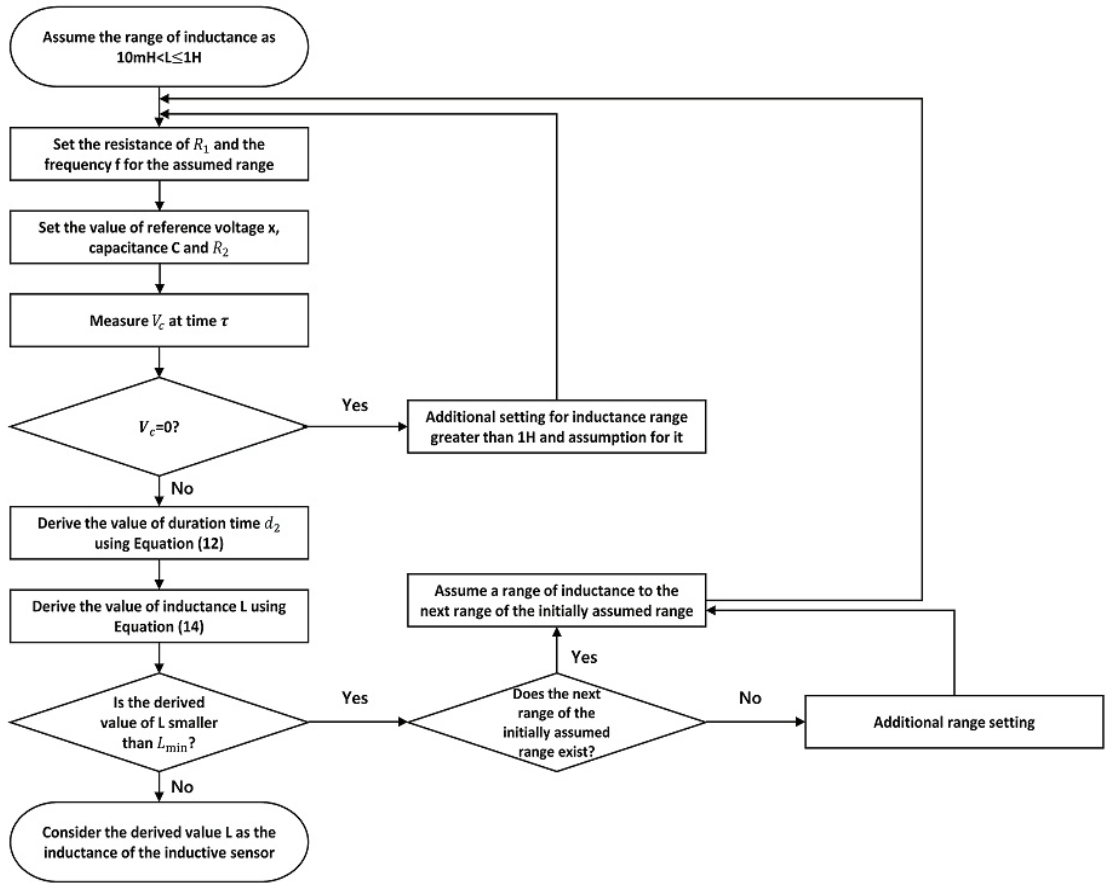 Assume the range of inductance as
10mH<L≤1H
Set the resistance of R₁ and the
frequency f for the assumed range
Set the value of reference voltage x,
capacitance C and R₂
Measure V_c at time τ
V_c=0?
Yes
Additional setting for inductance range
greater than 1H and assumption for it
No
Derive the value of duration time d₂
using Equation (12)
Derive the value of inductance L using
Equation (14)
Assume a range of inductance to the
next range of the initially assumed range
Yes
Is the derived
value of L smaller
than L_min?
Yes
Does the next
range of the
initially assumed
range exist?
No
Additional range setting
No
Consider the derived value L as the
inductance of the inductive sensor